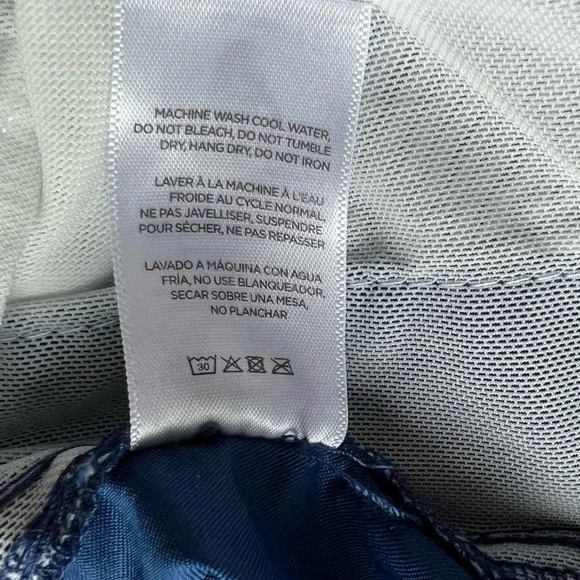 MACHINE WASH COOL WATER,
DO NOT BLEACH, DO NOT TUMBLE
DRY, HANG DRY, DO NOT IRON
LAVER À LA MACHINE À L'EAU
FROIDE AU CYCLE NORMAL,
NE PAS JAVELLISER, SUSPENDRE
POUR SÉCHER, NE PAS REPASSER
LAVADO A MÁQUINA CON AGUA
FRÍA, NO USE BLANQUEADOR,
SECAR SOBRE UNA MESA,
NO PLANCHAR
30